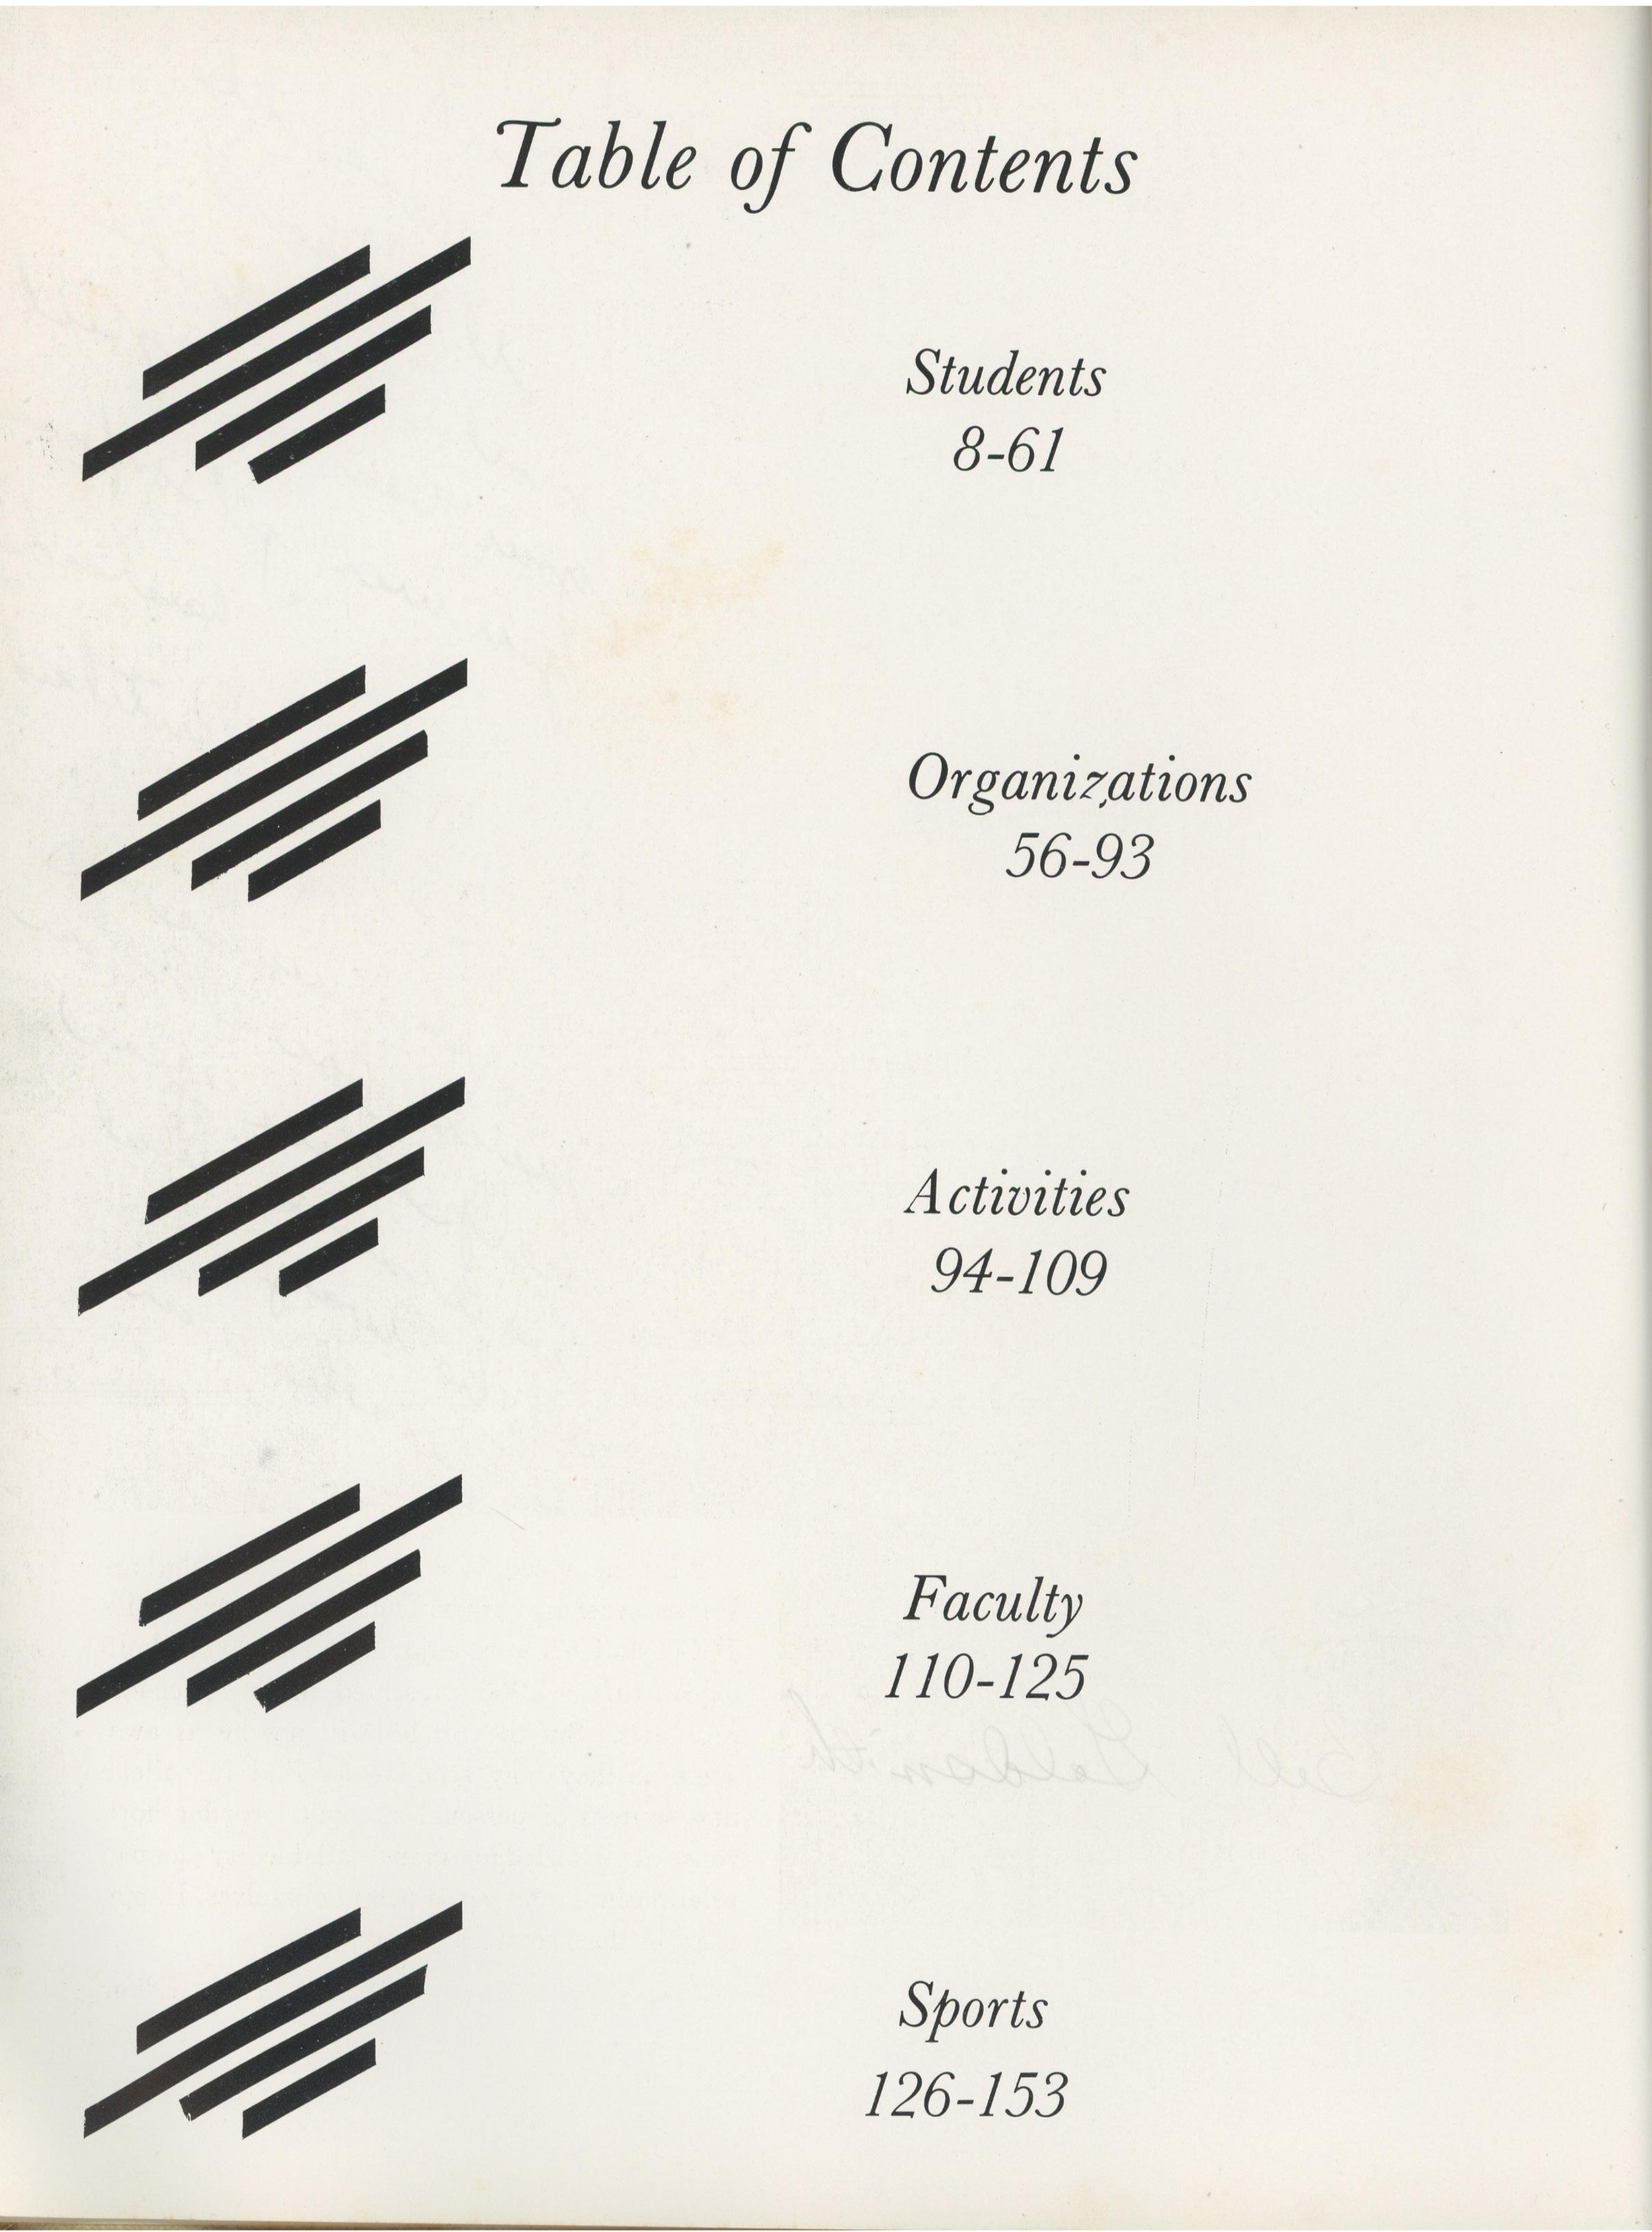 Table of Contents
Students
8-61
Organizations
56-93
Activities
94-109
Faculty
110-125
Sports
126-153